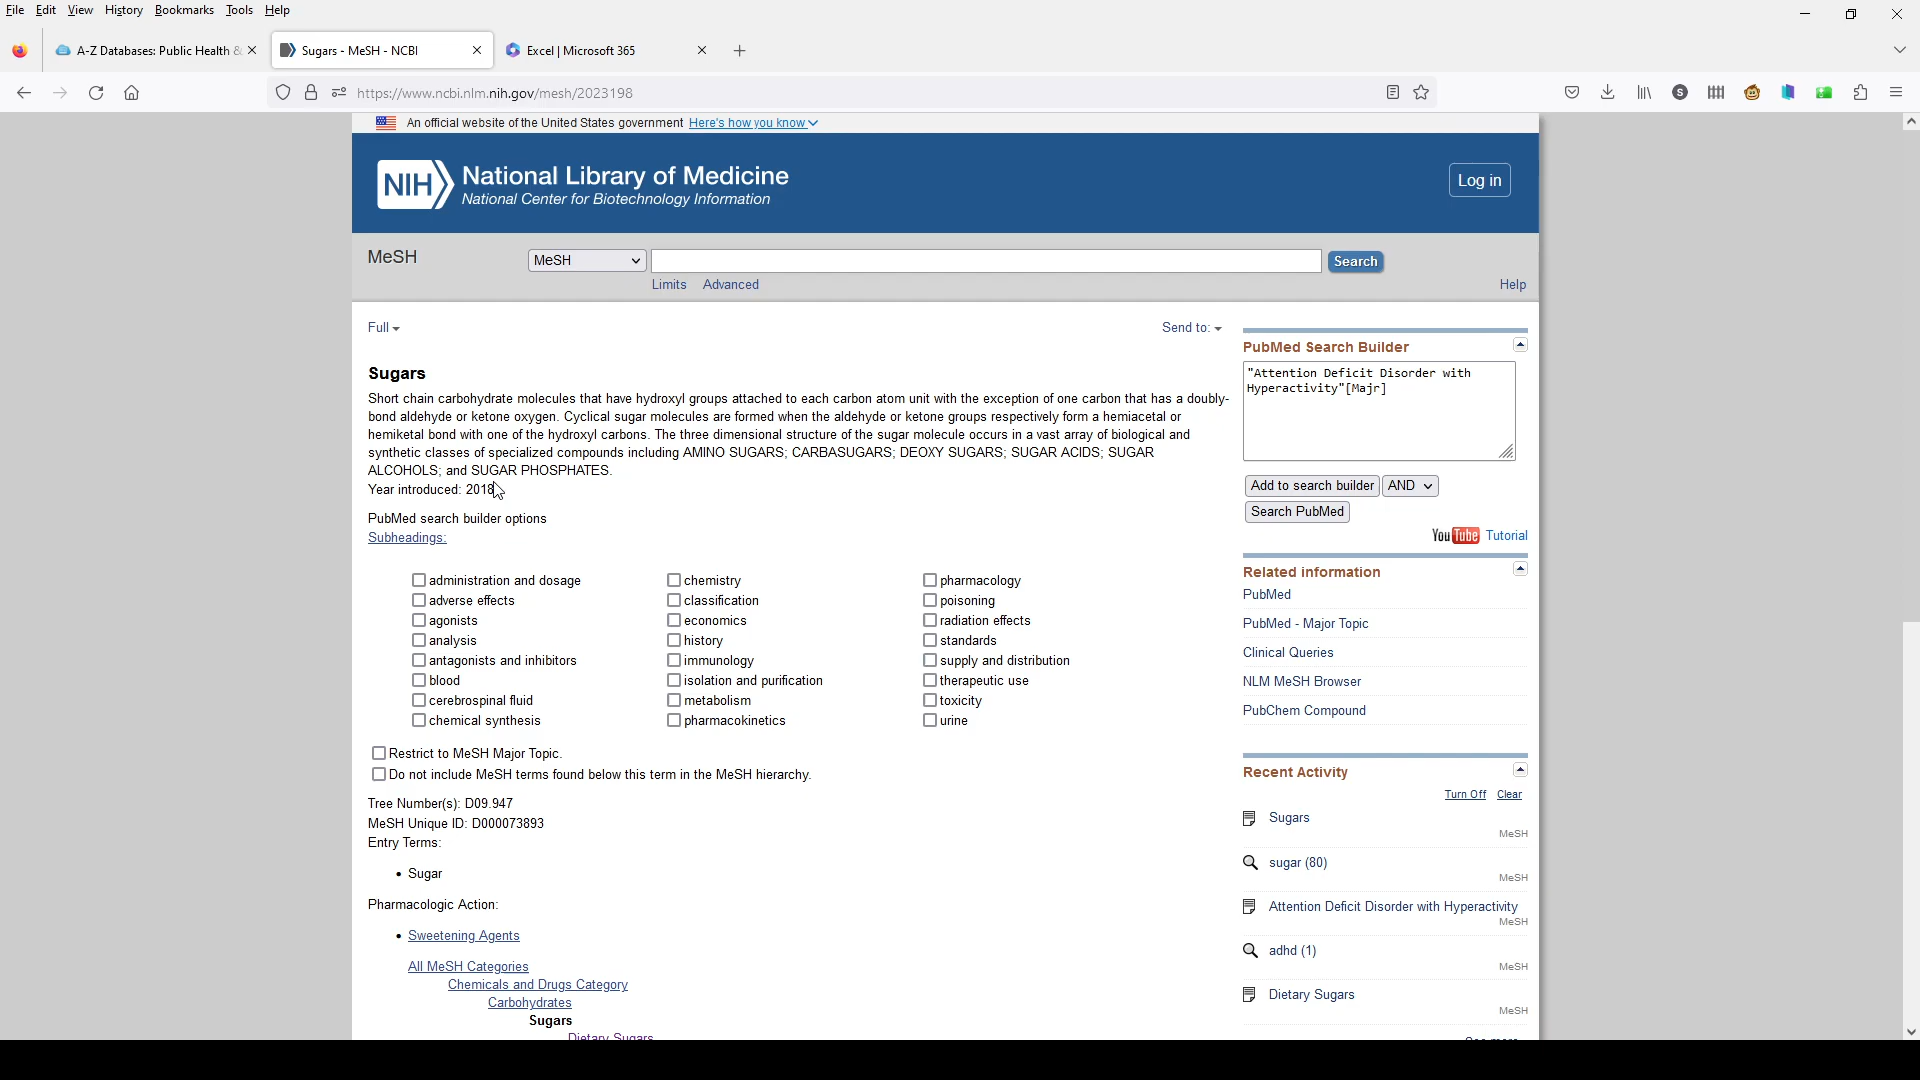 File Edit View History Bookmarks Tools Help
A-Z Databases: Public Health &
Sugars - MeSH - NCBI
Excel | Microsoft 365
https://www.ncbi.nlm.nih.gov/mesh/2023198
An official website of the United States government Here's how you know
NIH National Library of Medicine
National Center for Biotechnology Information
Log in
MeSH
MeSH
Search
Limits Advanced
Help
Full
Send to:
Sugars
Short chain carbohydrate molecules that have hydroxyl groups attached to each carbon atom unit with the exception of one carbon that has a doubly-
bond aldehyde or ketone oxygen. Cyclical sugar molecules are formed when the aldehyde or ketone groups respectively form a hemiacetal or
hemiketal bond with one of the hydroxyl carbons. The three dimensional structure of the sugar molecule occurs in a vast array of biological and
synthetic classes of specialized compounds including AMINO SUGARS; CARBASUGARS; DEOXY SUGARS; SUGAR ACIDS; SUGAR
ALCOHOLS; and SUGAR PHOSPHATES.
Year introduced: 2018
PubMed search builder options
Subheadings:
administration and dosage
adverse effects
agonists
analysis
antagonists and inhibitors
blood
cerebrospinal fluid
chemical synthesis
chemistry
classification
economics
history
immunology
isolation and purification
metabolism
pharmacokinetics
pharmacology
poisoning
radiation effects
standards
supply and distribution
therapeutic use
toxicity
urine
Restrict to MeSH Major Topic.
Do not include MeSH terms found below this term in the MeSH hierarchy.
Tree Number(s): D09.947
MeSH Unique ID: D000073893
Entry Terms:
• Sugar
Pharmacologic Action:
• Sweetening Agents
All MeSH Categories
Chemicals and Drugs Category
Carbohydrates
Sugars
Dietary Sugars
PubMed Search Builder
"Attention Deficit Disorder with
Hyperactivity"[Majr]
Add to search builder AND
Search PubMed
YouTube Tutorial
Related information
PubMed
PubMed - Major Topic
Clinical Queries
NLM MeSH Browser
PubChem Compound
Recent Activity
Turn Off Clear
Sugars
MeSH
sugar (80)
MeSH
Attention Deficit Disorder with Hyperactivity
MeSH
adhd (1)
MeSH
Dietary Sugars
MeSH
See more...